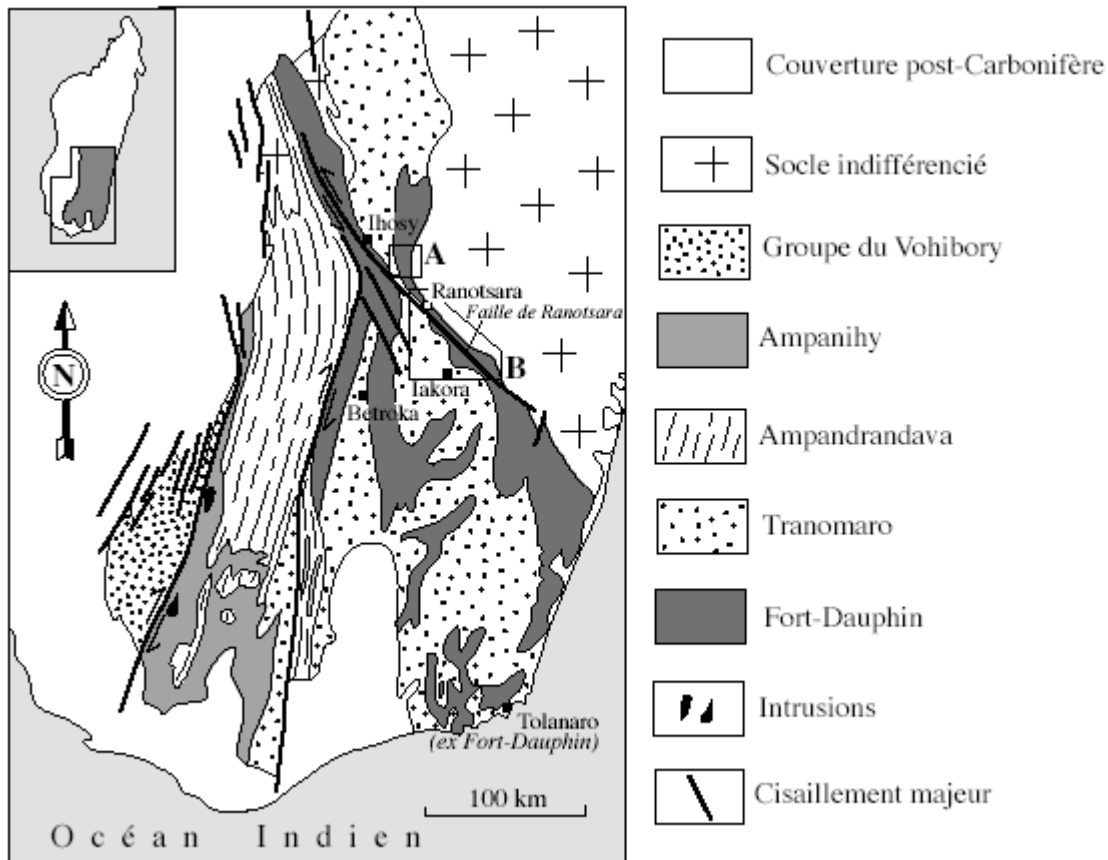 Ihosy
A
Ranotsara
Faille de Ranotsara
B
Iakora
Betroka
N
Tolanaro
(ex Fort-Dauphin)
100 km
Océan Indien
Couverture post-Carbonifère
Socle indifférencié
Groupe du Vohibory
Ampanihy
Ampandrandava
Tranomaro
Fort-Dauphin
Intrusions
Cisaillement majeur